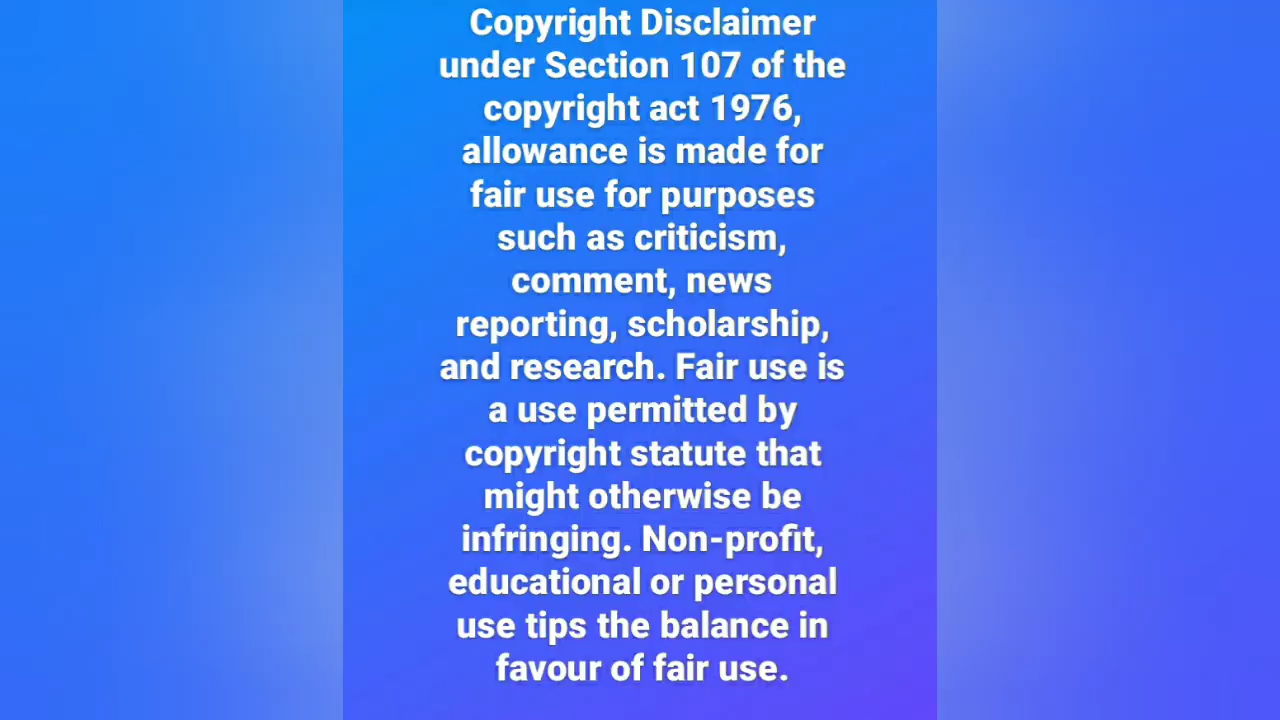 Copyright Disclaimer
under Section 107 of the
copyright act 1976,
allowance is made for
fair use for purposes
such as criticism,
comment, news
reporting, scholarship,
and research. Fair use is
a use permitted by
copyright statute that
might otherwise be
infringing. Non-profit,
educational or personal
use tips the balance in
favour of fair use.